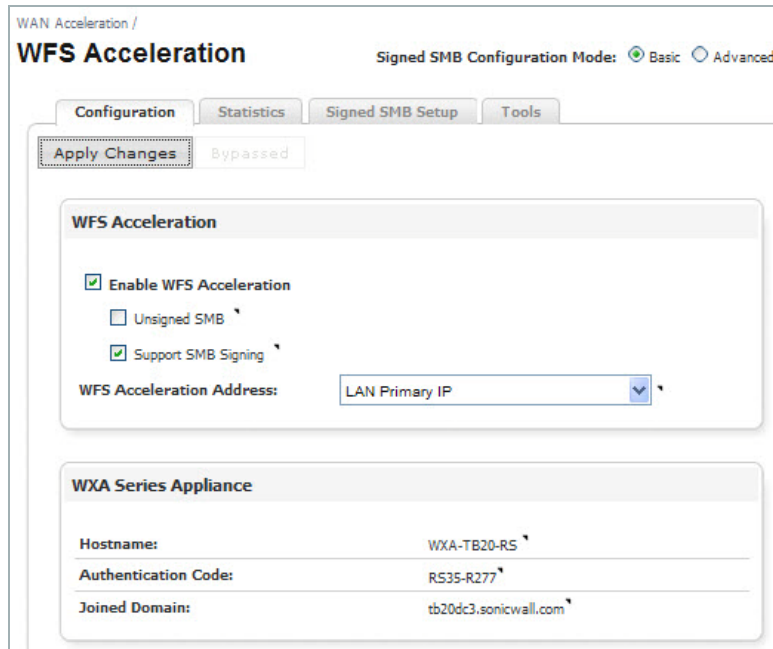 WAN Acceleration /
WFS Acceleration
Signed SMB Configuration Mode: Basic Advanced
Configuration Statistics Signed SMB Setup Tools
Apply Changes Bypassed
WFS Acceleration
Enable WFS Acceleration
Unsigned SMB
Support SMB Signing
WFS Acceleration Address: LAN Primary IP
WXA Series Appliance
Hostname: WXA-TB20-RS
Authentication Code: RS35-R277
Joined Domain: tb20dc3.sonicwall.com